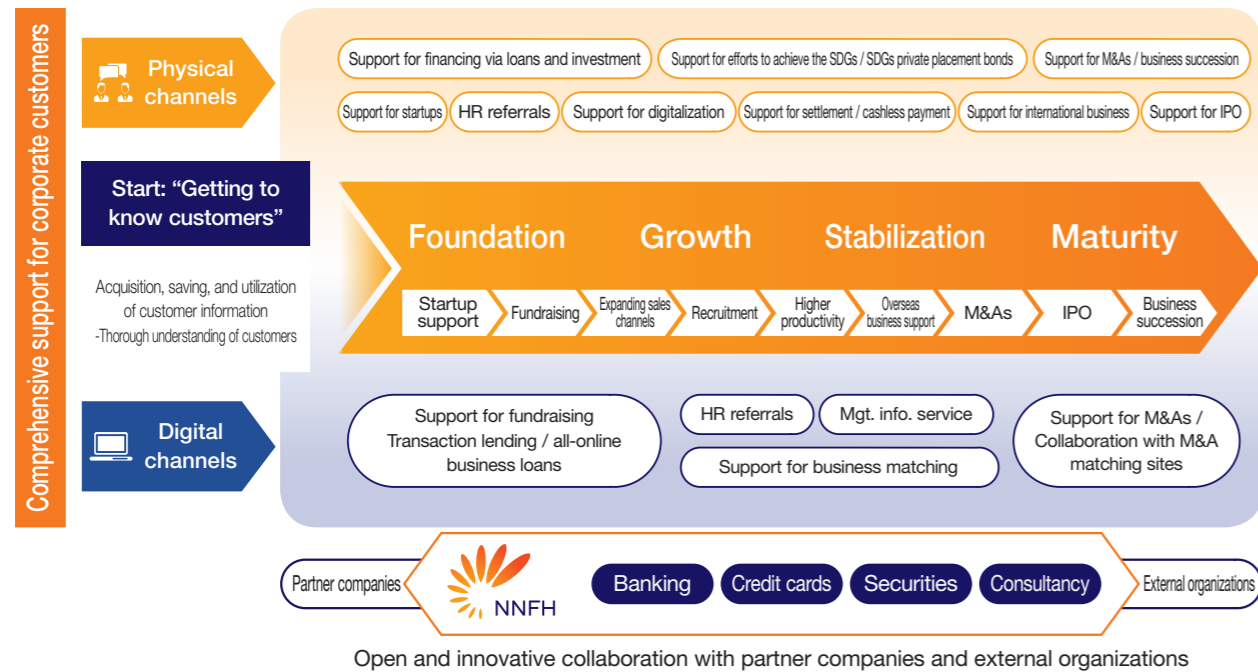 Comprehensive support for corporate customers
Physical
channels
Support for financing via loans and investment
Support for efforts to achieve the SDGs / SDGs private placement bonds
Support for M&As / business succession
Support for startups
HR referrals
Support for digitalization
Support for settlement / cashless payment
Support for international business
Support for IPO
Start: “Getting to
know customers”
Acquisition, saving, and utilization
of customer information
-Thorough understanding of customers
Foundation
Growth
Stabilization
Maturity
Startup
support
Fundraising
Expanding sales
channels
Recruitment
Higher
productivity
Overseas
business support
M&As
IPO
Business
succession
Digital
channels
Support for fundraising
Transaction lending / all-online
business loans
HR referrals
Mgt. info. service
Support for business matching
Support for M&As /
Collaboration with M&A
matching sites
Partner companies
NNFH
Banking
Credit cards
Securities
Consultancy
External organizations
Open and innovative collaboration with partner companies and external organizations